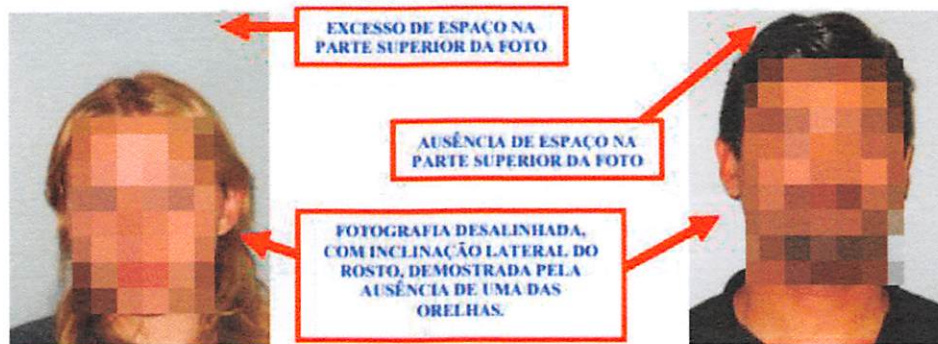 EXCESSO DE ESPAÇO NA
PARTE SUPERIOR DA FOTO
AUSÊNCIA DE ESPAÇO NA
PARTE SUPERIOR DA FOTO
FOTOGRAFIA DESALINHADA,
COM INCLINAÇÃO LATERAL DO
ROSTO, DEMOSTRADA PELA
AUSÊNCIA DE UMA DAS
ORELHAS.